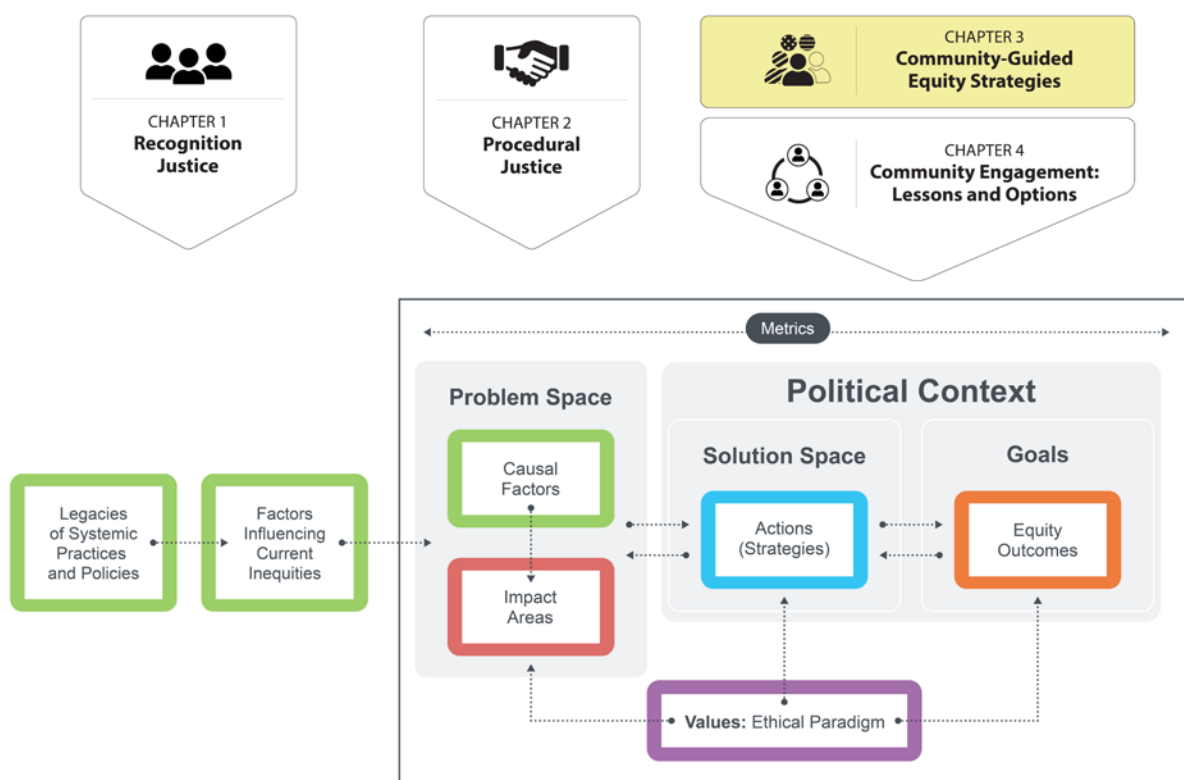 CHAPTER 1
Recognition
Justice
CHAPTER 2
Procedural
Justice
CHAPTER 3
Community-Guided
Equity Strategies
CHAPTER 4
Community Engagement:
Lessons and Options
Metrics
Problem Space
Political Context
Causal
Factors
Solution Space
Goals
Legacies
of Systemic
Practices
and Policies
Factors
Influencing
Current
Inequities
Actions
(Strategies)
Equity
Outcomes
Impact
Areas
Values: Ethical Paradigm